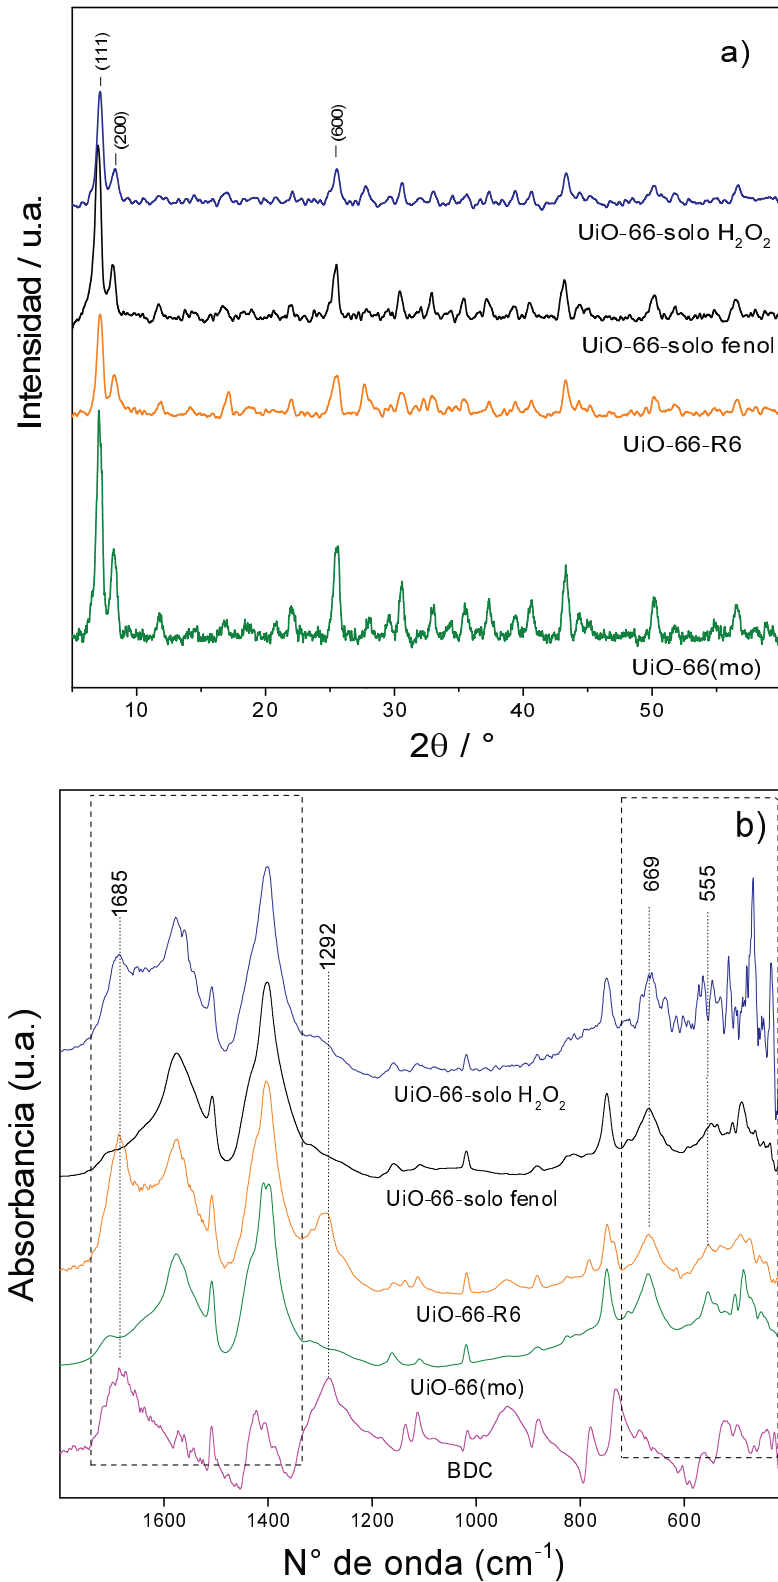 a)
(111)
(200)
(600)
UiO-66-solo H₂O₂
UiO-66-solo fenol
UiO-66-R6
UiO-66(mo)
Intensidad / u.a.
10 20 30 40 50
2θ / °
b)
1685
1292
669
555
UiO-66-solo H₂O₂
UiO-66-solo fenol
UiO-66-R6
UiO-66(mo)
BDC
Absorbancia (u.a.)
1600 1400 1200 1000 800 600
N° de onda (cm⁻¹)